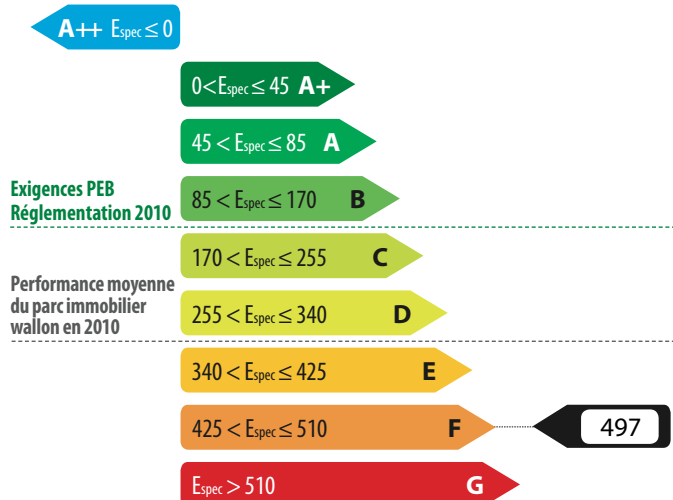 A++ Espec ≤ 0
0<Espec ≤ 45 A+
45 < Espec ≤ 85 A
Exigences PEB
Réglementation 2010
85 < Espec ≤ 170 B
170 < Espec ≤ 255 C
Performance moyenne
du parc immobilier
wallon en 2010
255 < Espec ≤ 340 D
340 < Espec ≤ 425 E
425 < Espec ≤ 510 F
497
Espec > 510 G